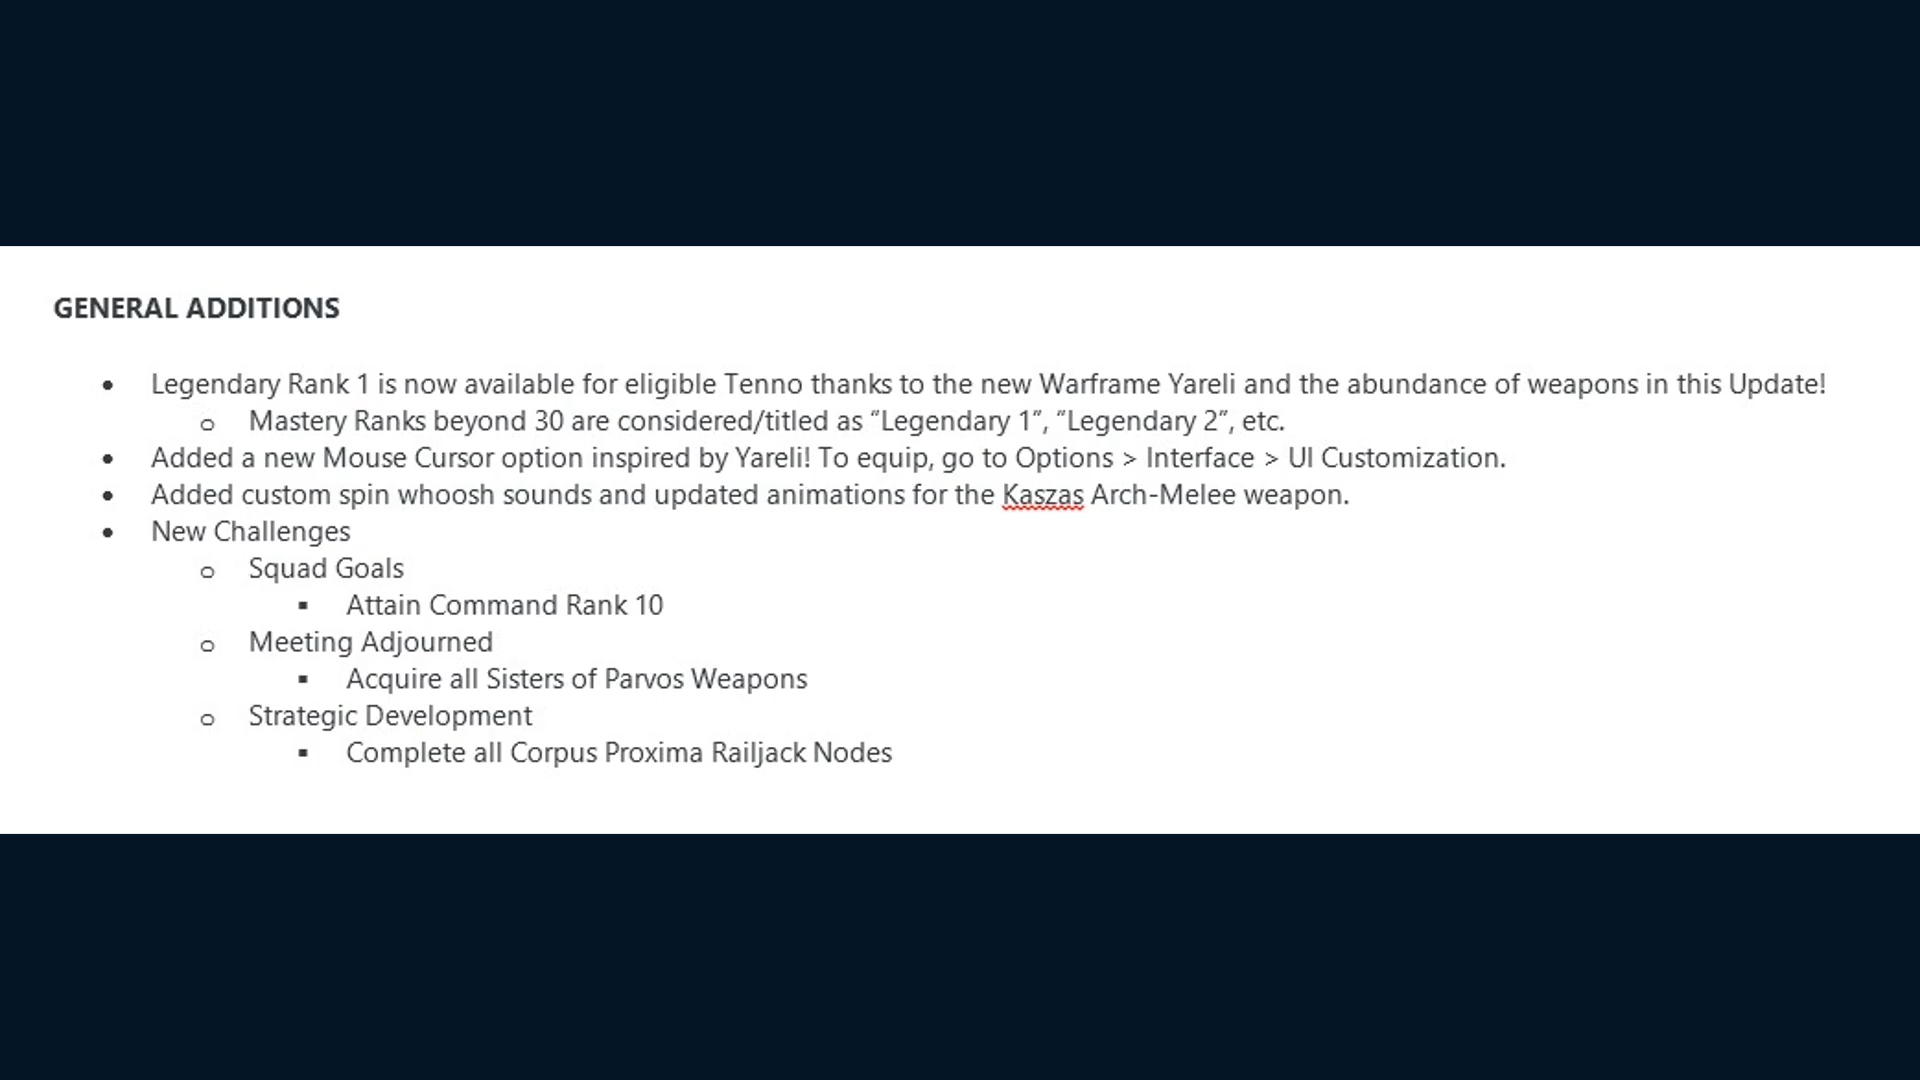 GENERAL ADDITIONS
• Legendary Rank 1 is now available for eligible Tenno thanks to the new Warframe Yareli and the abundance of weapons in this Update!
o Mastery Ranks beyond 30 are considered/titled as “Legendary 1”, “Legendary 2”, etc.
• Added a new Mouse Cursor option inspired by Yareli! To equip, go to Options > Interface > UI Customization.
• Added custom spin whoosh sounds and updated animations for the Kaszas Arch-Melee weapon.
• New Challenges
o Squad Goals
▪ Attain Command Rank 10
o Meeting Adjourned
▪ Acquire all Sisters of Parvos Weapons
o Strategic Development
▪ Complete all Corpus Proxima Railjack Nodes